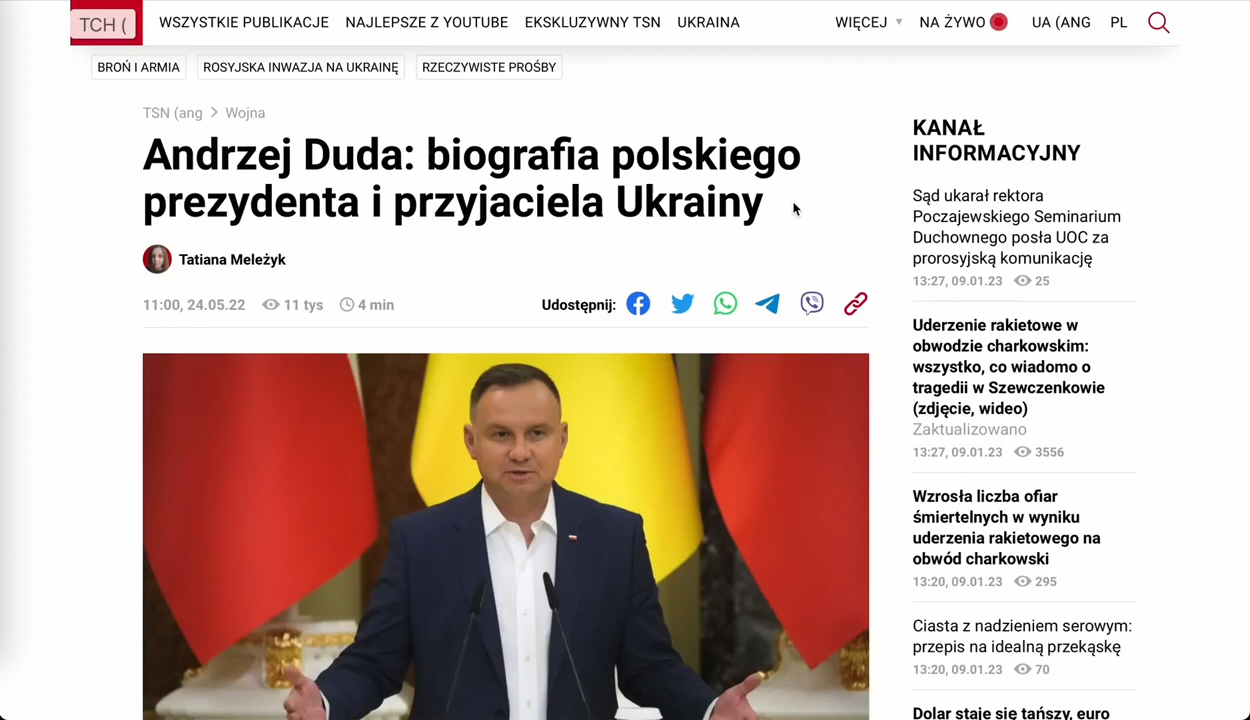 ТСН (
WSZYSTKIE PUBLIKACJE
NAJLEPSZE Z YOUTUBE
EKSKLUZYWNY TSN
UKRAINA
WIĘCEJ
NA ŻYWO
UA (ANG
PL
BROŃ I ARMIA
ROSYJSKA INWAZJA NA UKRAINĘ
RZECZYWISTE PROŚBY
TSN (ang > Wojna
Andrzej Duda: biografia polskiego
prezydenta i przyjaciela Ukrainy
Tatiana Meleżyk
11:00, 24.05.22 11 tys 4 min
Udostępnij:
KANAŁ
INFORMACYJNY
Sąd ukarał rektora
Poczajewskiego Seminarium
Duchownego posła UOC za
prorosyjską komunikację
13:27, 09.01.23 25
Uderzenie rakietowe w
obwodzie charkowskim:
wszystko, co wiadomo o
tragedii w Szewczenkowie
(zdjęcie, wideo)
Zaktualizowano
13:27, 09.01.23 3556
Wzrosła liczba ofiar
śmiertelnych w wyniku
uderzenia rakietowego na
obwód charkowski
13:20, 09.01.23 295
Ciasta z nadzieniem serowym:
przepis na idealną przekąskę
13:20, 09.01.23 70
Dolar staje się tańszy, euro